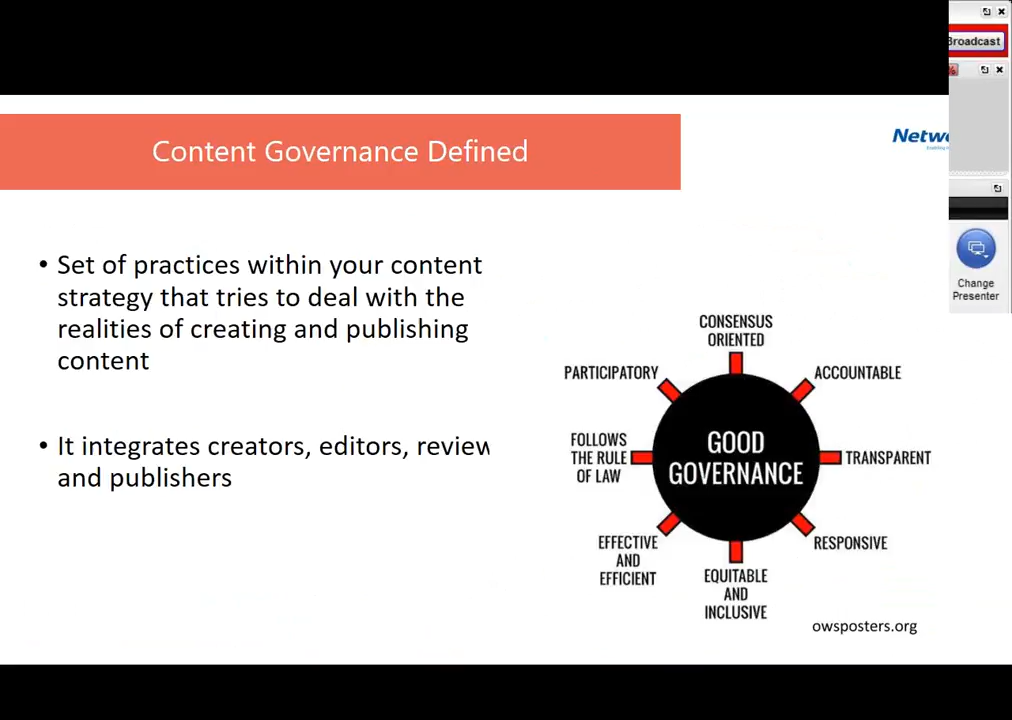 Broadcast
Content Governance Defined
Change
Presenter
• Set of practices within your content
strategy that tries to deal with the
realities of creating and publishing
content
• It integrates creators, editors, review
and publishers
CONSENSUS
ORIENTED
PARTICIPATORY
ACCOUNTABLE
FOLLOWS
THE RULE
OF LAW
GOOD
GOVERNANCE
TRANSPARENT
EFFECTIVE
AND
EFFICIENT
RESPONSIVE
EQUITABLE
AND
INCLUSIVE
owsposters.org